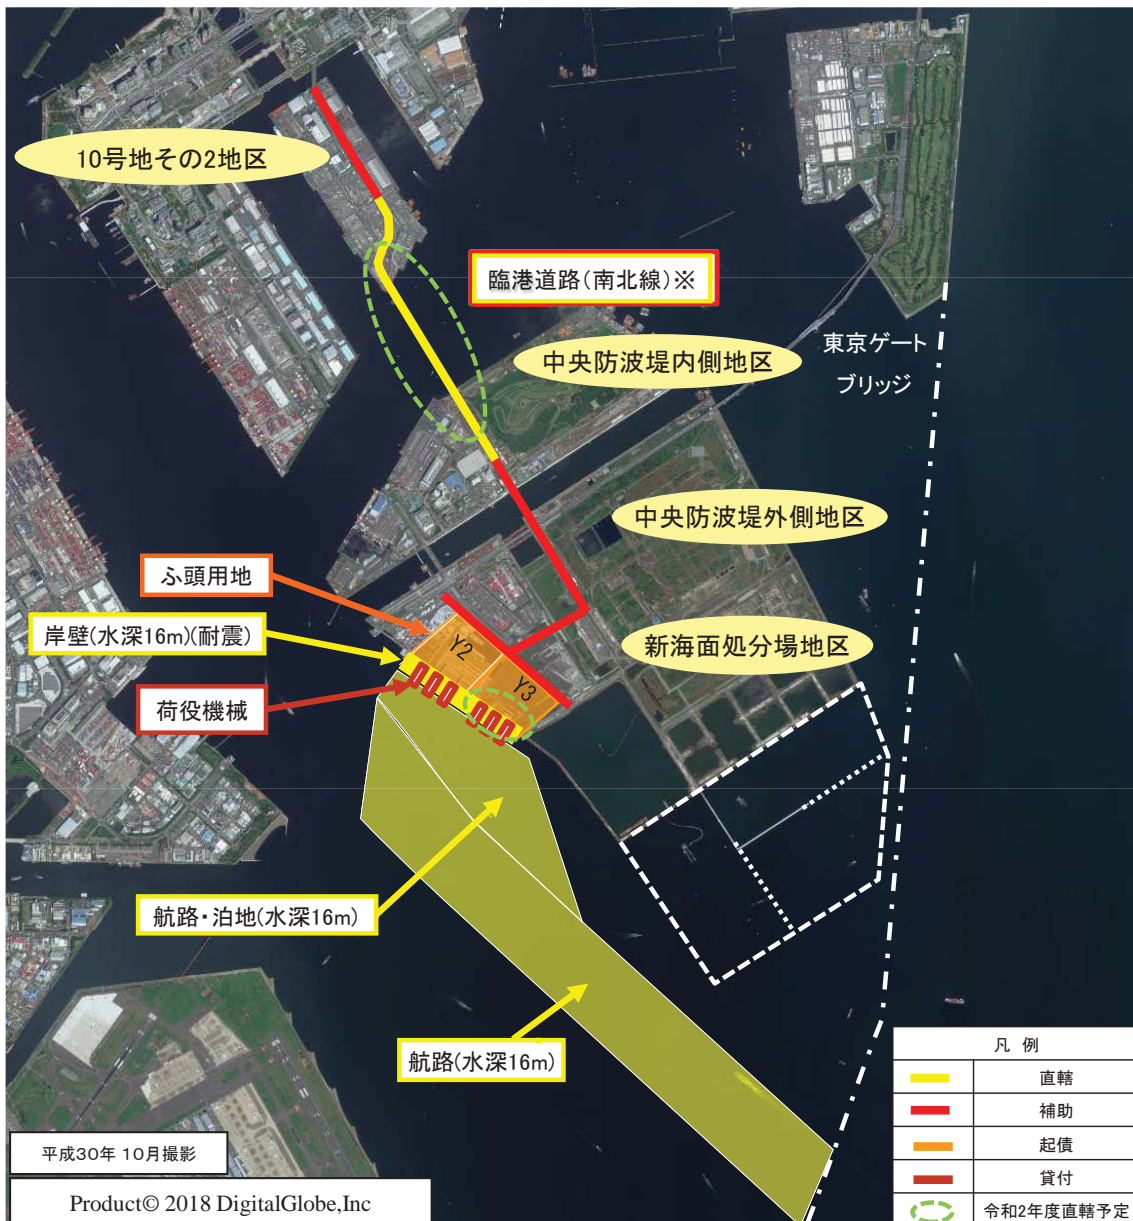 10号地その2地区
臨港道路(南北線)※
中央防波堤内側地区
東京ゲート
ブリッジ
中央防波堤外側地区
ふ頭用地
岸壁(水深16m)(耐震)
新海面処分場地区
Y2
Y3
荷役機械
航路・泊地(水深16m)
航路(水深16m)
凡 例
直轄
補助
起債
貸付
令和2年度直轄予定
平成30年 10月撮影
Product© 2018 DigitalGlobe,Inc